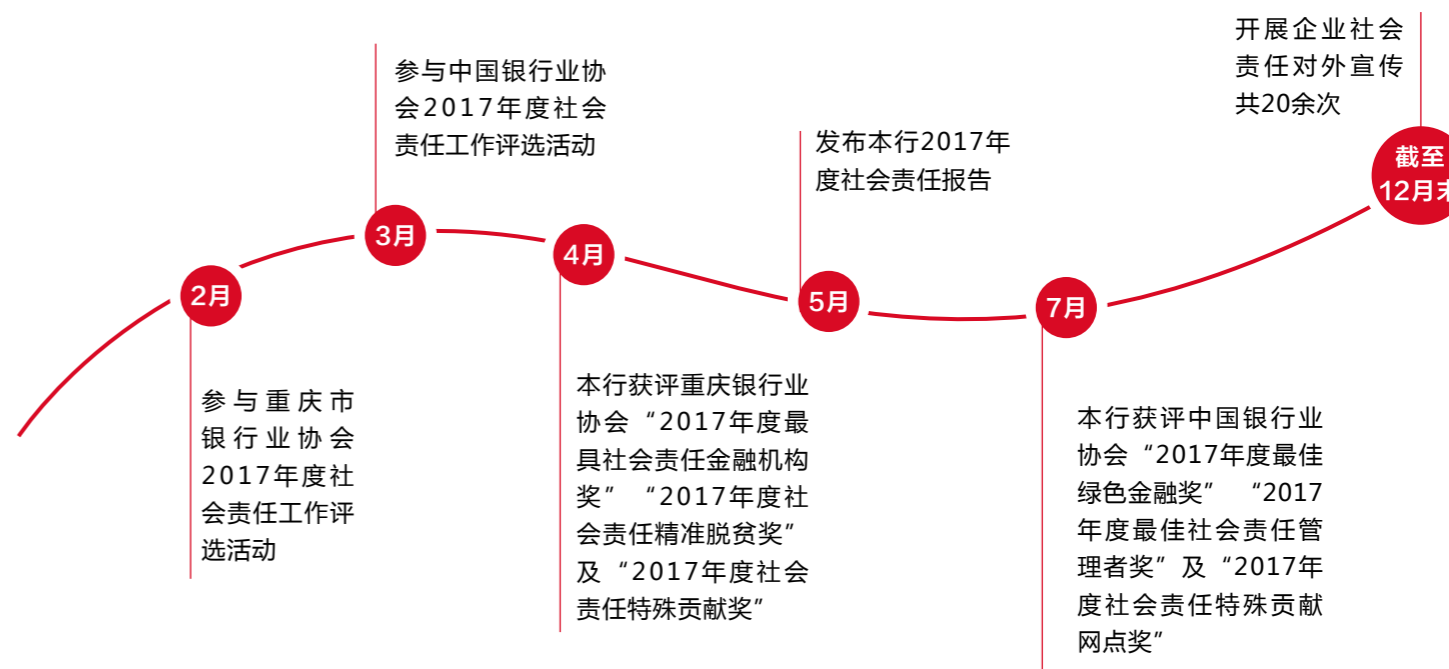 2月
参与重庆市
银行业协会
2017年度社
会责任工作评
选活动
3月
参与中国银行业协
会2017年度社会
责任工作评选活动
4月
本行获评重庆银行业
协会“2017年度最
具社会责任金融机构
奖”“2017年度社
会责任精准脱贫奖”
及“2017年度社会
责任特殊贡献奖”
5月
发布本行2017年
度社会责任报告
7月
本行获评中国银行业
协会“2017年度最佳
绿色金融奖” “2017
年度最佳社会责任管
理者奖”及“2017年
度社会责任特殊贡献
网点奖”
截至
12月末
开展企业社会
责任对外宣传
共20余次